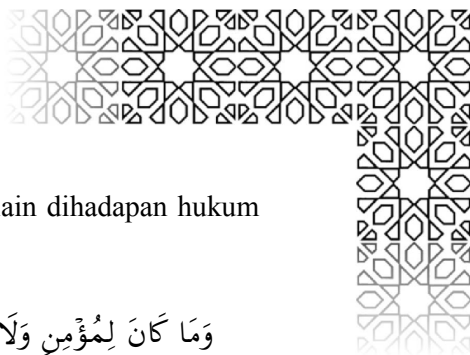 ain dihadapan hukum
وَمَا كَانَ لِمُؤْمِنٍ وَلَا